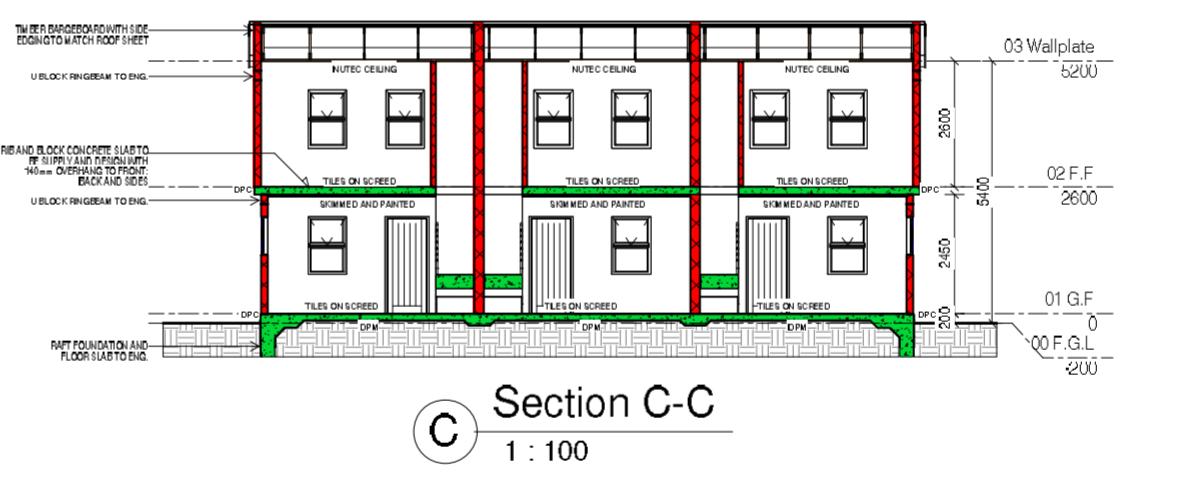 TIMBER BARGEBOARD WITH SIDE
EDGING TO MATCH ROOF SHEET
U BLOCK RINGBEAM TO ENG.
RIB AND BLOCK CONCRETE SLAB TO
BE SUPPLY AND DESIGN WITH
140mm OVERHANG TO FRONT;
BACK AND SIDES
U BLOCK RINGBEAM TO ENG.
RAFT FOUNDATION AND
FLOOR SLAB TO ENG.
NUTEC CEILING
NUTEC CEILING
NUTEC CEILING
TILES ON SCREED
TILES ON SCREED
TILES ON SCREED
DPC
DPC
SKIMMED AND PAINTED
SKIMMED AND PAINTED
SKIMMED AND PAINTED
TILES ON SCREED
TILES ON SCREED
TILES ON SCREED
DPC
DPC
DPM
DPM
DPM
2600
2450
200
5400
03 Wallplate
5200
02 F.F
2600
01 G.F
0
00 F.G.L
-200
C
Section C-C
1 : 100